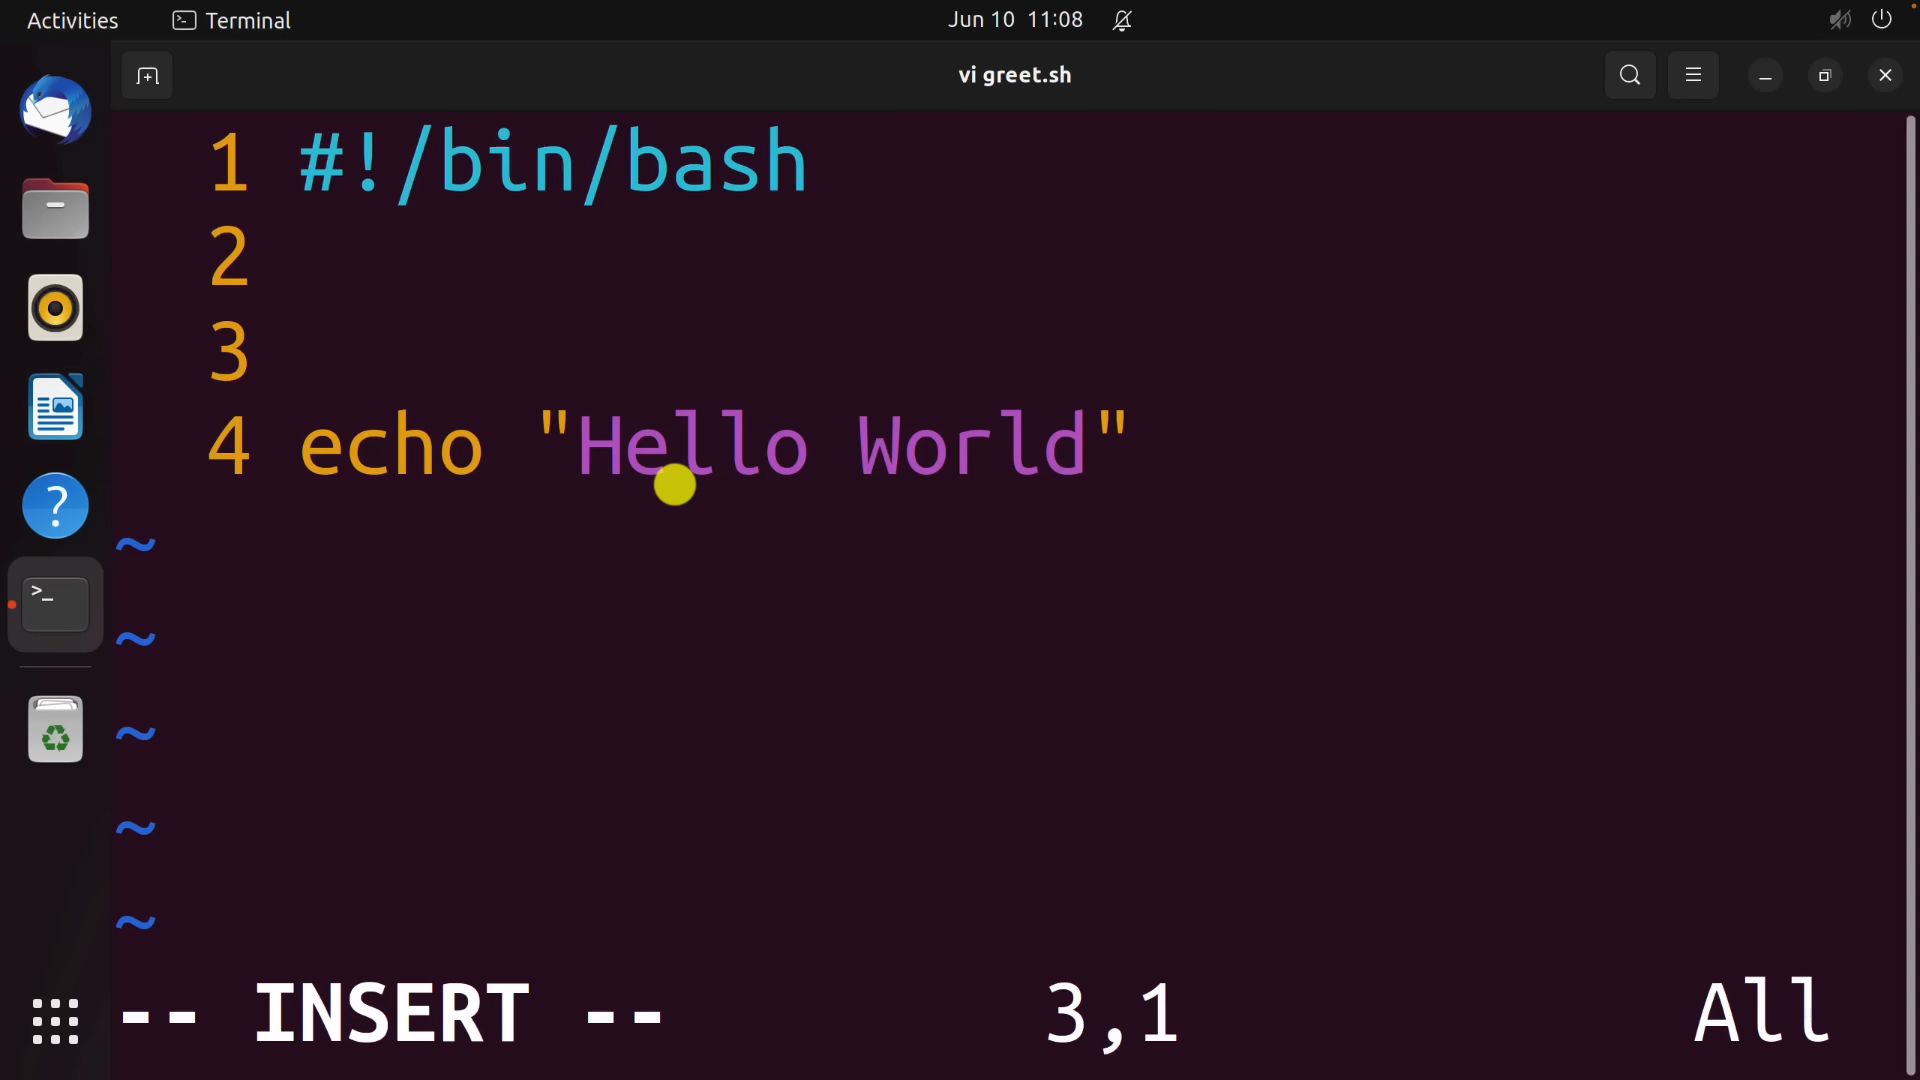 Activities Terminal Jun 10 11:08
vi greet.sh
1 #!/bin/bash
2
3
4 echo "Hello World"
~
~
~
~
~
-- INSERT -- 3,1 All